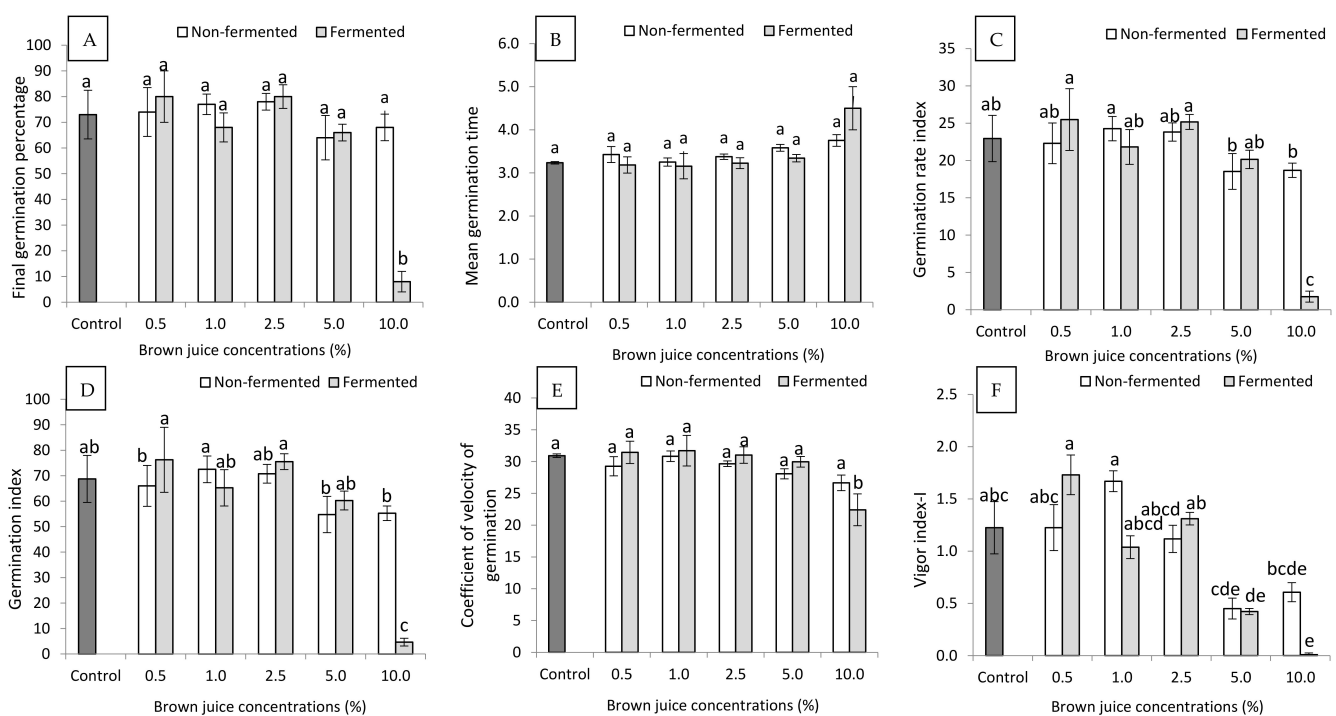 A
Non-fermented Fermented
Final germination percentage
100
90
80
70
60
50
40
30
20
10
0
a a a a a a a a a a b
Control 0.5 1.0 2.5 5.0 10.0
Brown juice concentrations (%)
B
Non-fermented Fermented
Mean germination time
6.0
5.0
4.0
3.0
2.0
1.0
0.0
a a a a a a a a a a a
Control 0.5 1.0 2.5 5.0 10.0
Brown juice concentrations (%)
C
Non-fermented Fermented
Germination rate index
35
30
25
20
15
10
5
0
ab ab a a ab ab a b ab b c
Control 0.5 1.0 2.5 5.0 10.0
Brown juice concentrations (%)
D
Non-fermented Fermented
Germination index
100
90
80
70
60
50
40
30
20
10
0
ab b a a ab ab a b ab b c
Control 0.5 1.0 2.5 5.0 10.0
Brown juice concentrations (%)
E
Non-fermented Fermented
Coefficient of velocity of
germination
40
35
30
25
20
15
10
5
0
a a a a a a a a a a b
Control 0.5 1.0 2.5 5.0 10.0
Brown juice concentrations (%)
F
Non-fermented Fermented
Vigor index-I
2.5
2.0
1.5
1.0
0.5
0.0
abc abc a a abcd abcd ab cde de bcde e
Control 0.5 1.0 2.5 5.0 10.0
Brown juice concentrations (%)